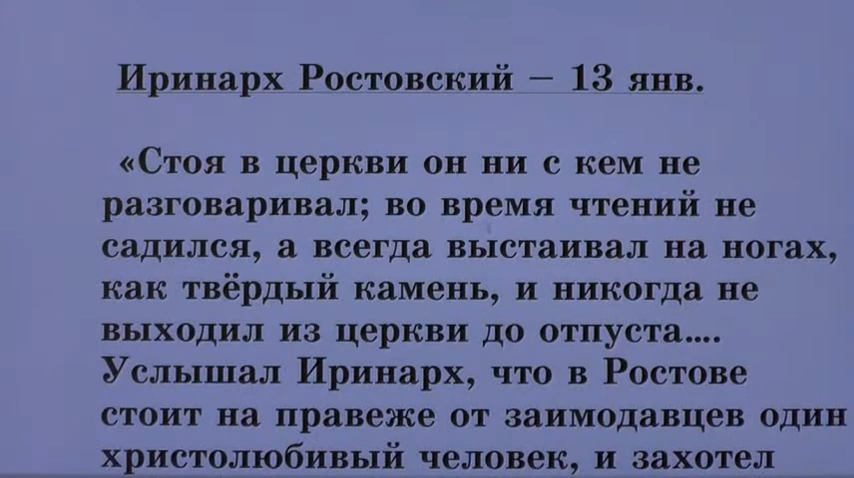 Иринарх Ростовский – 13 янв.
«Стоя в церкви он ни с кем не
разговаривал; во время чтений не
садился, а всегда выстаивал на ногах,
как твёрдый камень, и никогда не
выходил из церкви до отпуста....
Услышал Иринарх, что в Ростове
стоит на правеже от заимодавцев один
христолюбивый человек, и захотел